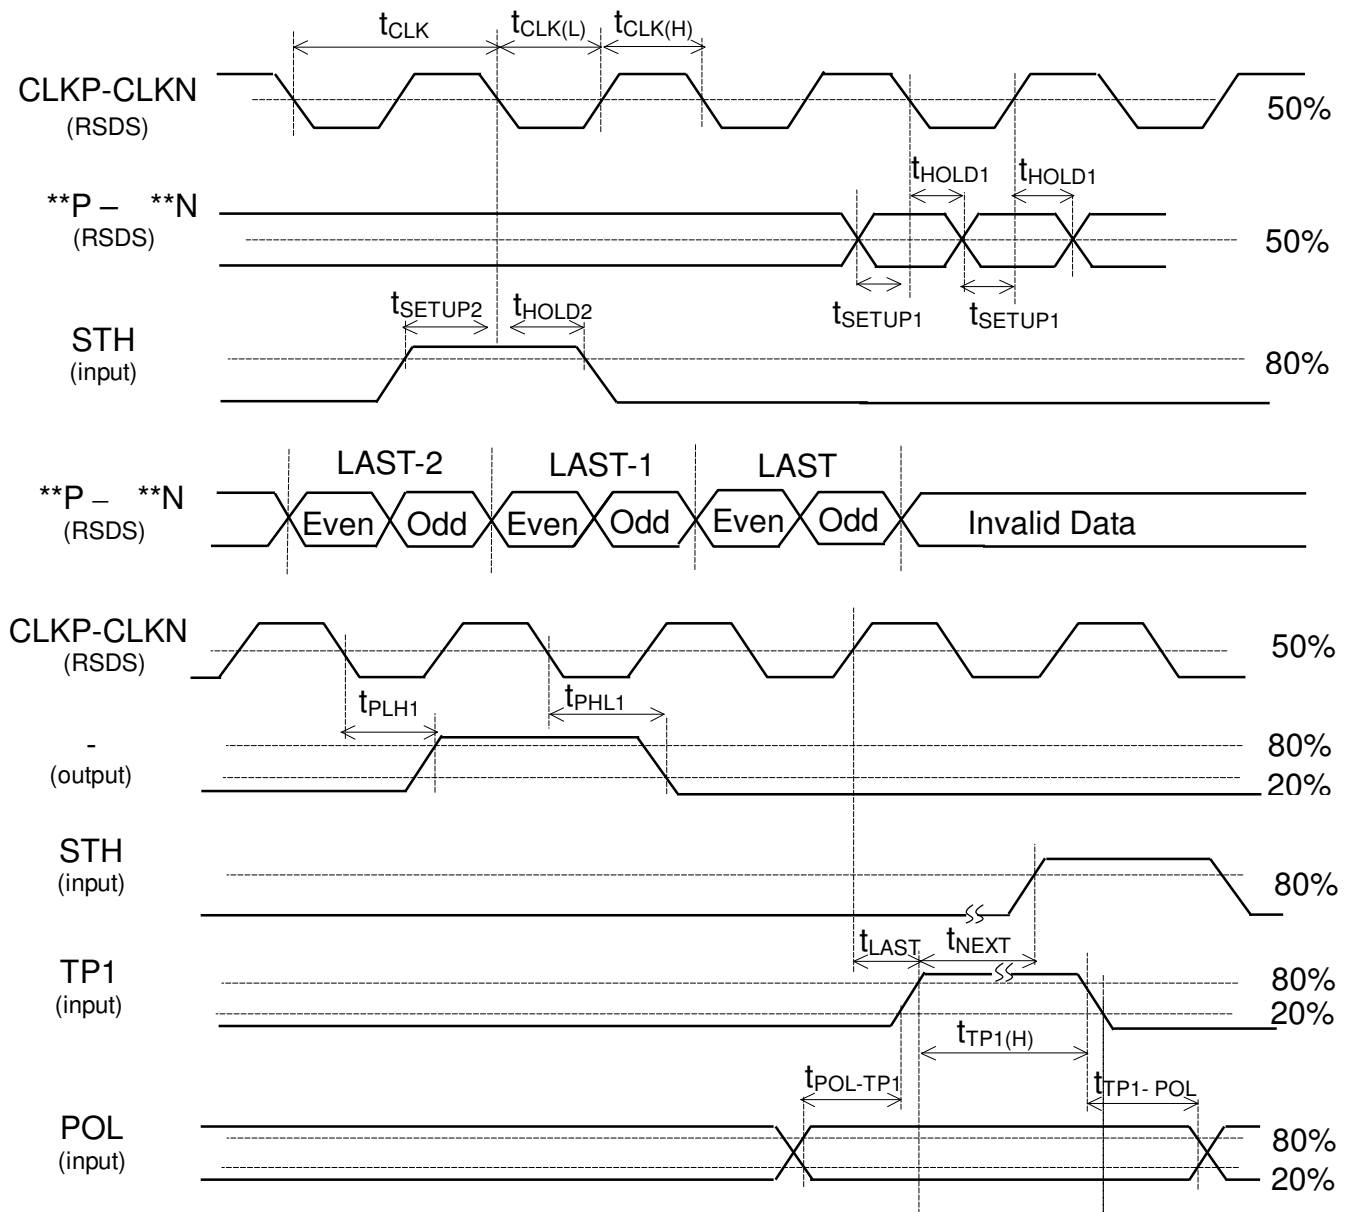 tCLK tCLK(L) tCLK(H)
CLKP-CLKN
(RSDS)
50%
tHOLD1 tHOLD1
**P – **N
(RSDS)
50%
tSETUP1 tSETUP1
tSETUP2 tHOLD2
STH
(input)
80%
LAST-2 LAST-1 LAST
**P – **N
(RSDS)
Even Odd Even Odd Even Odd Invalid Data
CLKP-CLKN
(RSDS)
50%
tPLH1 tPHL1
-
(output)
80%
20%
STH
(input)
80%
tLAST tNEXT
TP1
(input)
80%
20%
tTP1(H)
tPOL-TP1 tTP1- POL
POL
(input)
80%
20%